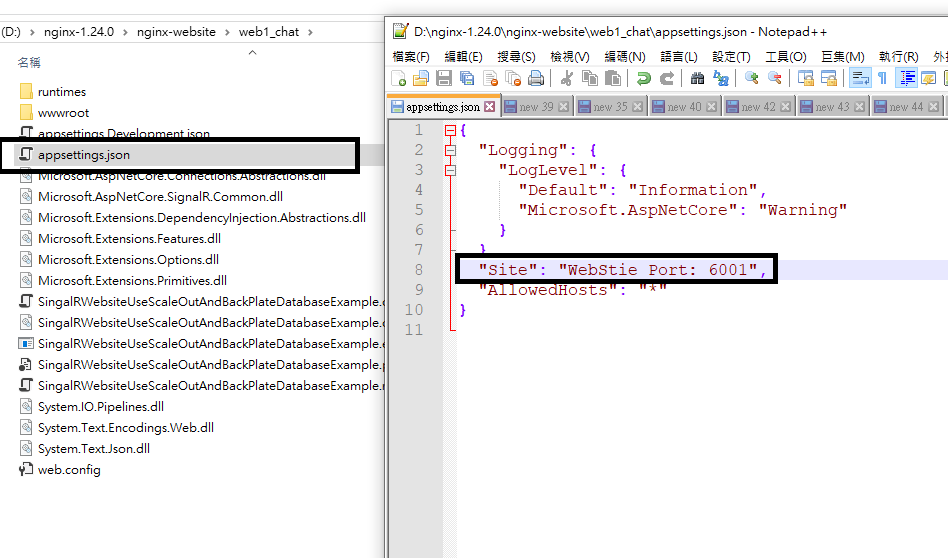 (D:) › nginx-1.24.0 › nginx-website › web1_chat ›
名稱
runtimes
wwwroot
appsettings.Development.json
appsettings.json
Microsoft.AspNetCore.Connections.Abstractions.dll
Microsoft.AspNetCore.SignalR.Common.dll
Microsoft.Extensions.DependencyInjection.Abstractions.dll
Microsoft.Extensions.Features.dll
Microsoft.Extensions.Options.dll
Microsoft.Extensions.Primitives.dll
SingalRWebsiteUseScaleOutAndBackPlateDatabaseExample.
SingalRWebsiteUseScaleOutAndBackPlateDatabaseExample.
SingalRWebsiteUseScaleOutAndBackPlateDatabaseExample.
SingalRWebsiteUseScaleOutAndBackPlateDatabaseExample.
SingalRWebsiteUseScaleOutAndBackPlateDatabaseExample.
System.IO.Pipelines.dll
System.Text.Encodings.Web.dll
System.Text.Json.dll
web.config
D:\nginx-1.24.0\nginx-website\web1_chat\appsettings.json - Notepad++
檔案(F) 編輯(E) 搜尋(S) 檢視(V) 編碼(N) 語言(L) 設定(T) 工具(O) 巨集(M) 執行(R) 外
appsettings.json new 39 new 35 new 40 new 42 new 43 new 44
1 {
2 "Logging": {
3 "LogLevel": {
4 "Default": "Information",
5 "Microsoft.AspNetCore": "Warning"
6 }
7 }
8 "Site": "WebStie Port: 6001",
9 "AllowedHosts": "*"
10 }
11